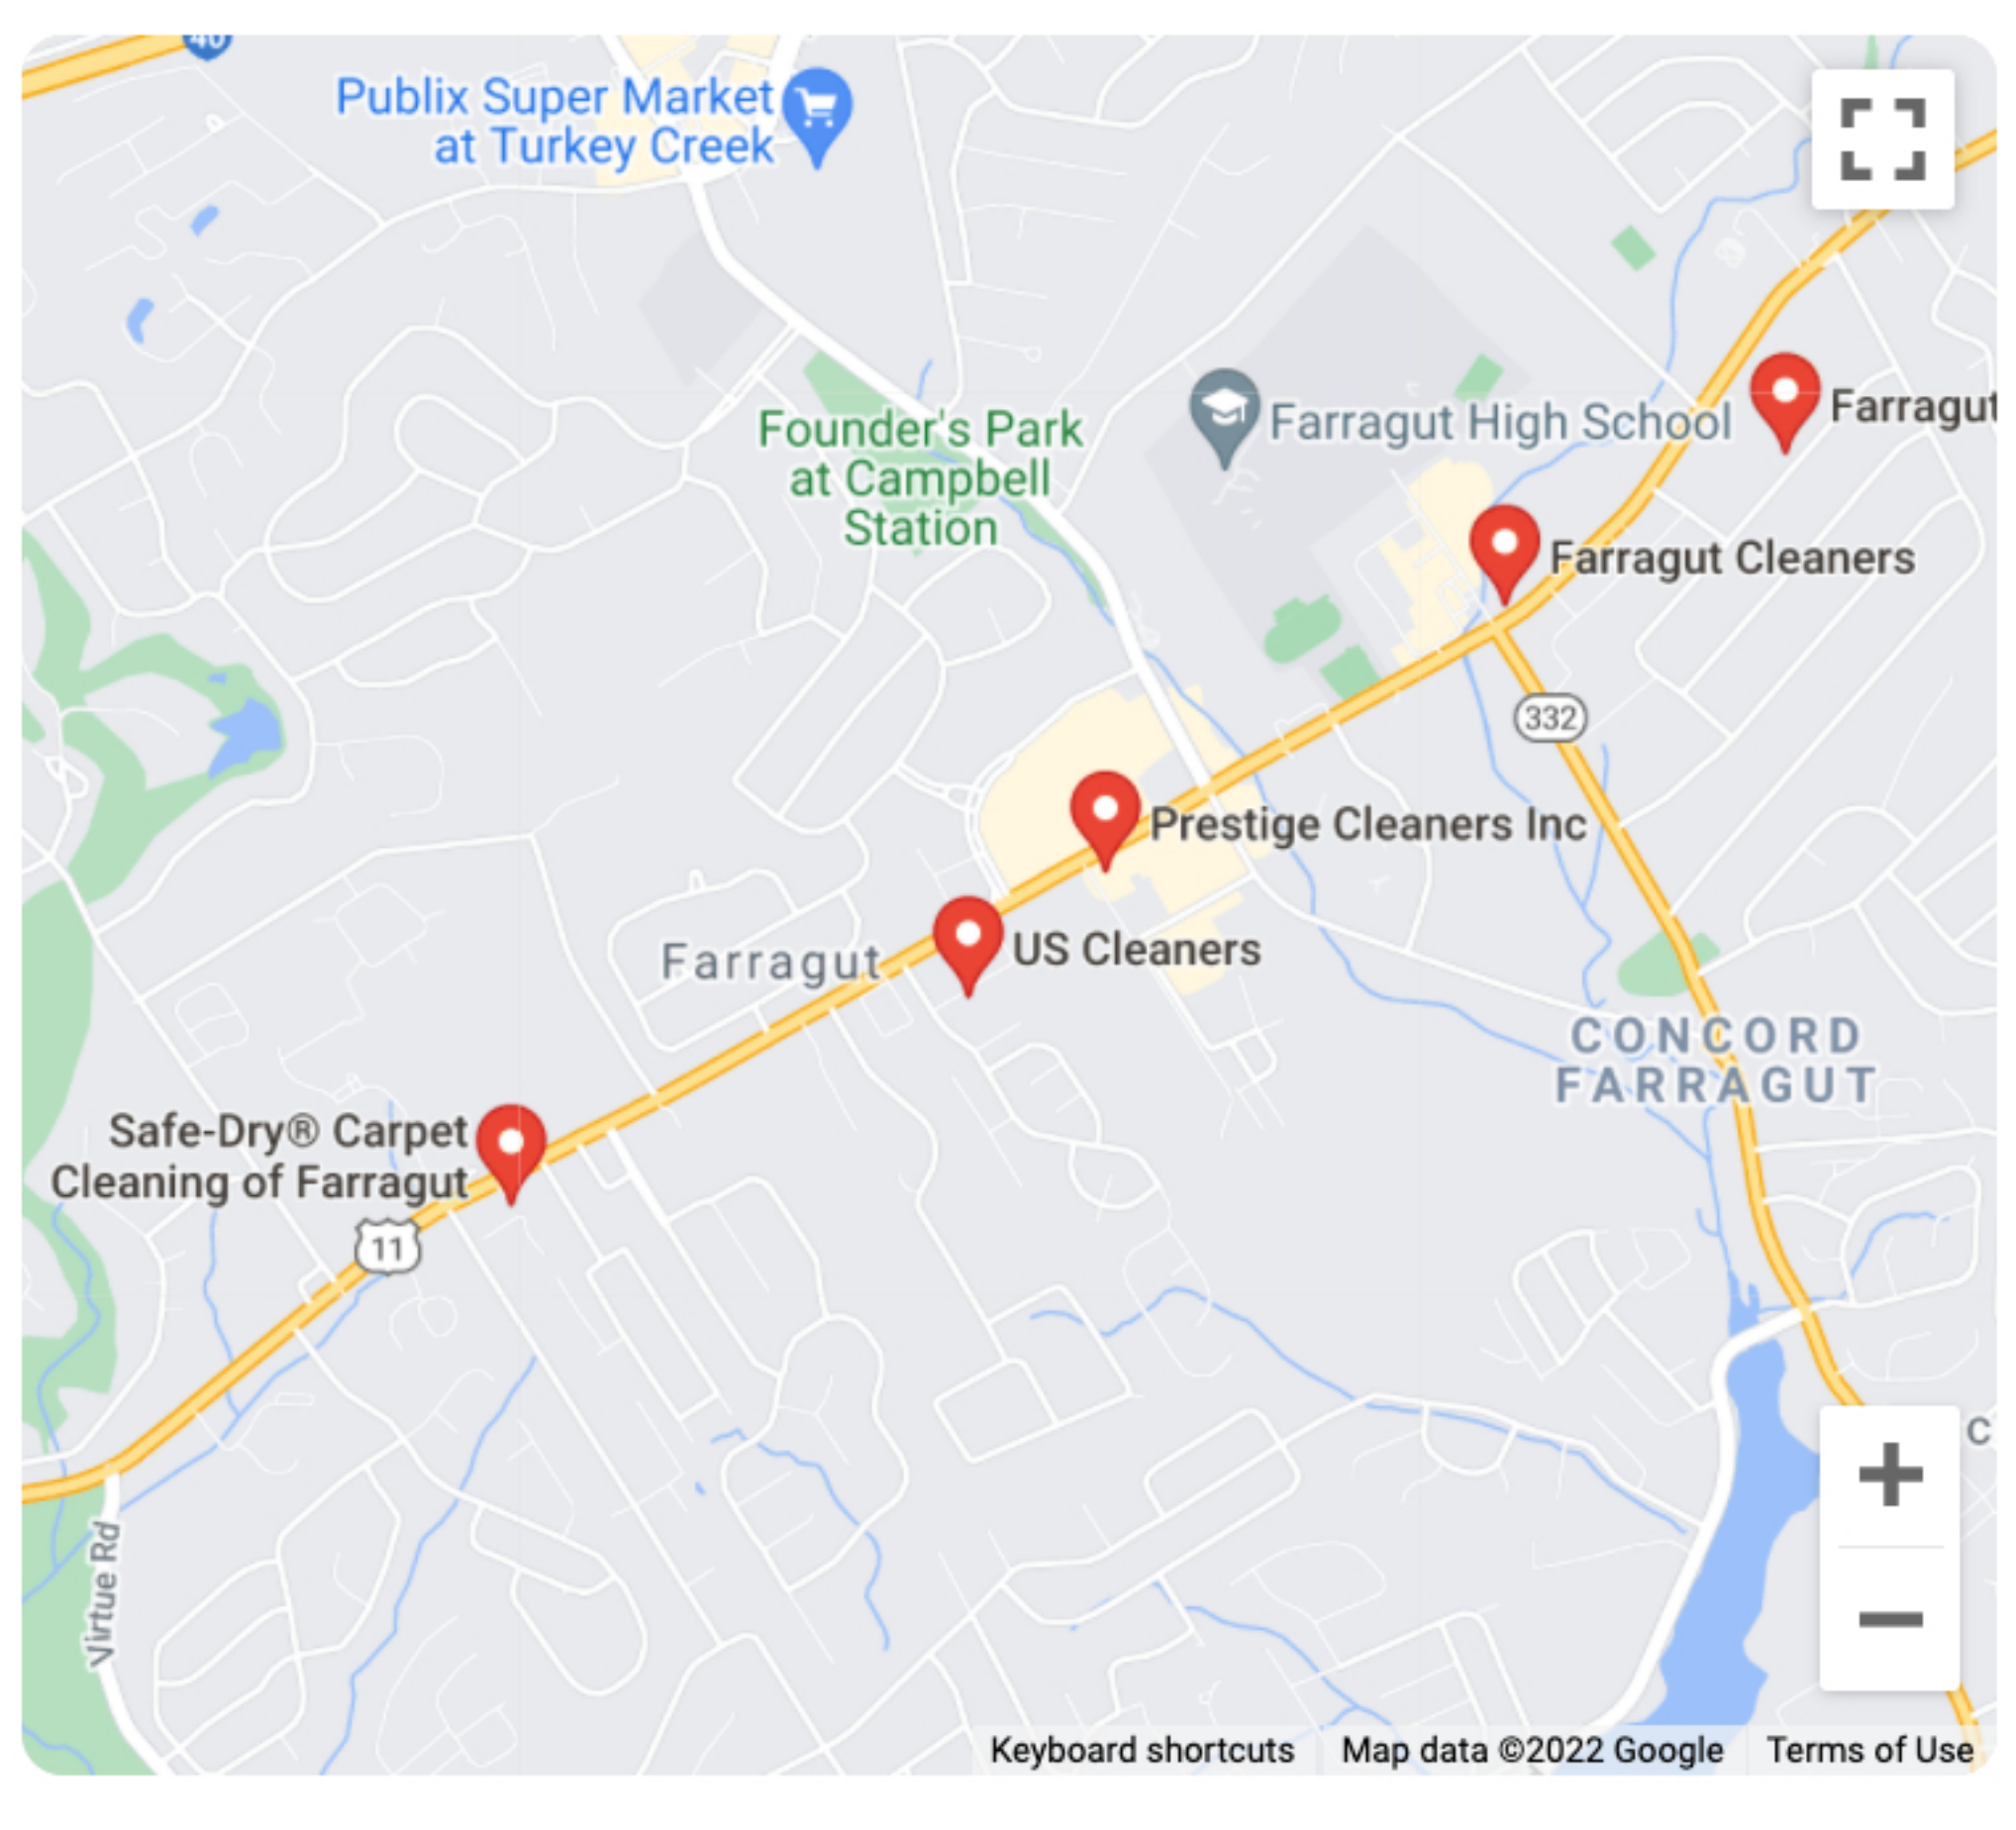 40
Publix Super Market
at Turkey Creek
Founder's Park
at Campbell
Station
Farragut High School
Farragut
Farragut Cleaners
332
Prestige Cleaners Inc
US Cleaners
Farragut
CONCORD
FARRAGUT
Safe-Dry® Carpet
Cleaning of Farragut
11
C
Virtue Rd
Keyboard shortcuts
Map data ©2022 Google
Terms of Use